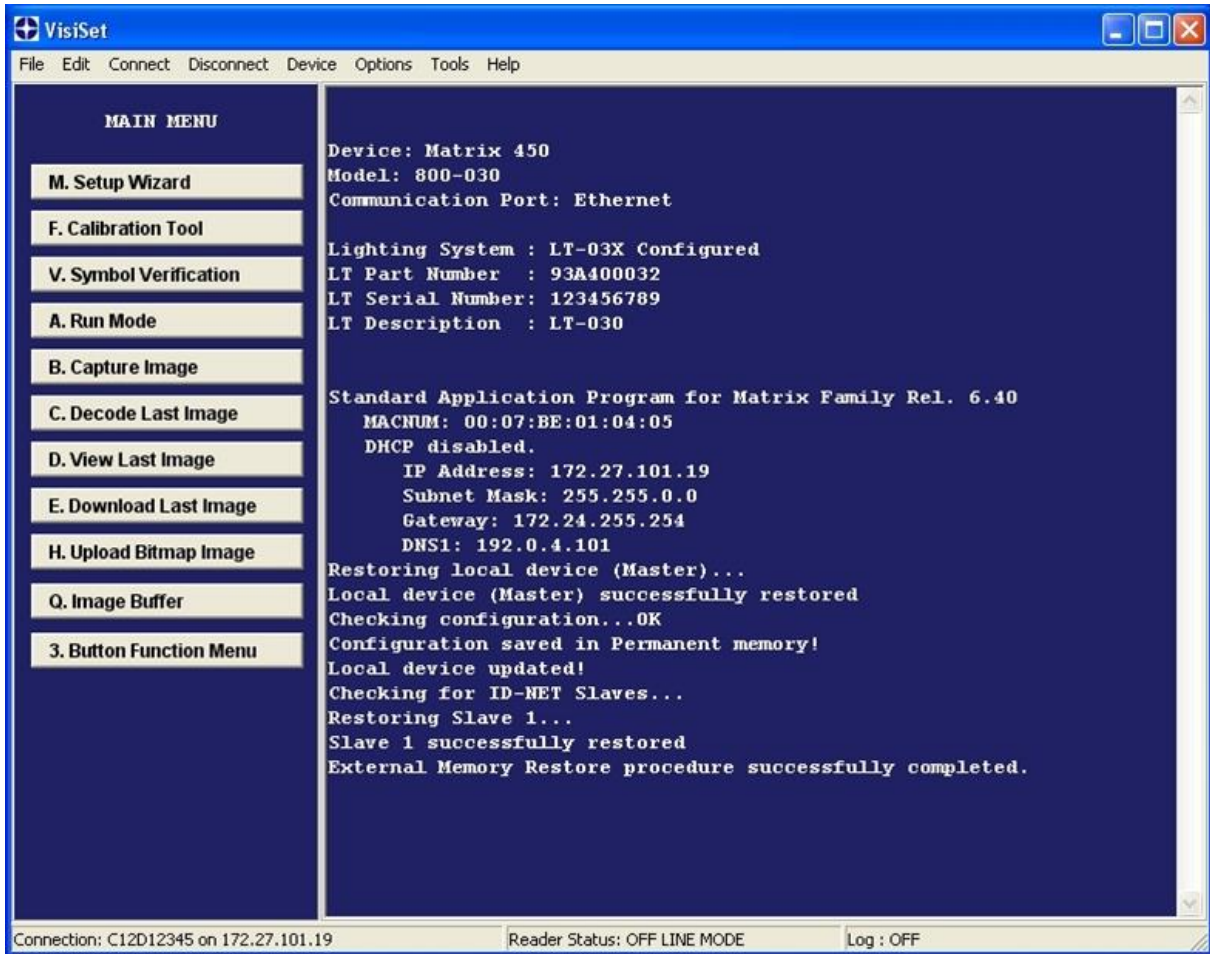 VisiSet
File Edit Connect Disconnect Device Options Tools Help
MAIN MENU
M. Setup Wizard
F. Calibration Tool
V. Symbol Verification
A. Run Mode
B. Capture Image
C. Decode Last Image
D. View Last Image
E. Download Last Image
H. Upload Bitmap Image
Q. Image Buffer
3. Button Function Menu
Device: Matrix 450
Model: 800-030
Communication Port: Ethernet
Lighting System : LT-03X Configured
LT Part Number : 93A400032
LT Serial Number: 123456789
LT Description : LT-030
Standard Application Program for Matrix Family Rel. 6.40
MACNUM: 00:07:BE:01:04:05
DHCP disabled.
IP Address: 172.27.101.19
Subnet Mask: 255.255.0.0
Gateway: 172.24.255.254
DNS1: 192.0.4.101
Restoring local device (Master)...
Local device (Master) successfully restored
Checking configuration...OK
Configuration saved in Permanent memory!
Local device updated!
Checking for ID-NET Slaves...
Restoring Slave 1...
Slave 1 successfully restored
External Memory Restore procedure successfully completed.
Connection: C12D12345 on 172.27.101.19 Reader Status: OFF LINE MODE Log : OFF